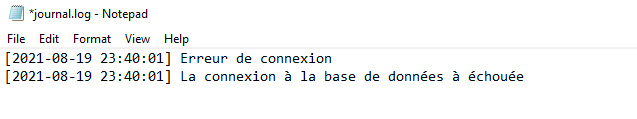 *journal.log - Notepad
File Edit Format View Help
[2021-08-19 23:40:01] Erreur de connexion
[2021-08-19 23:40:01] La connexion à la base de données à échouée